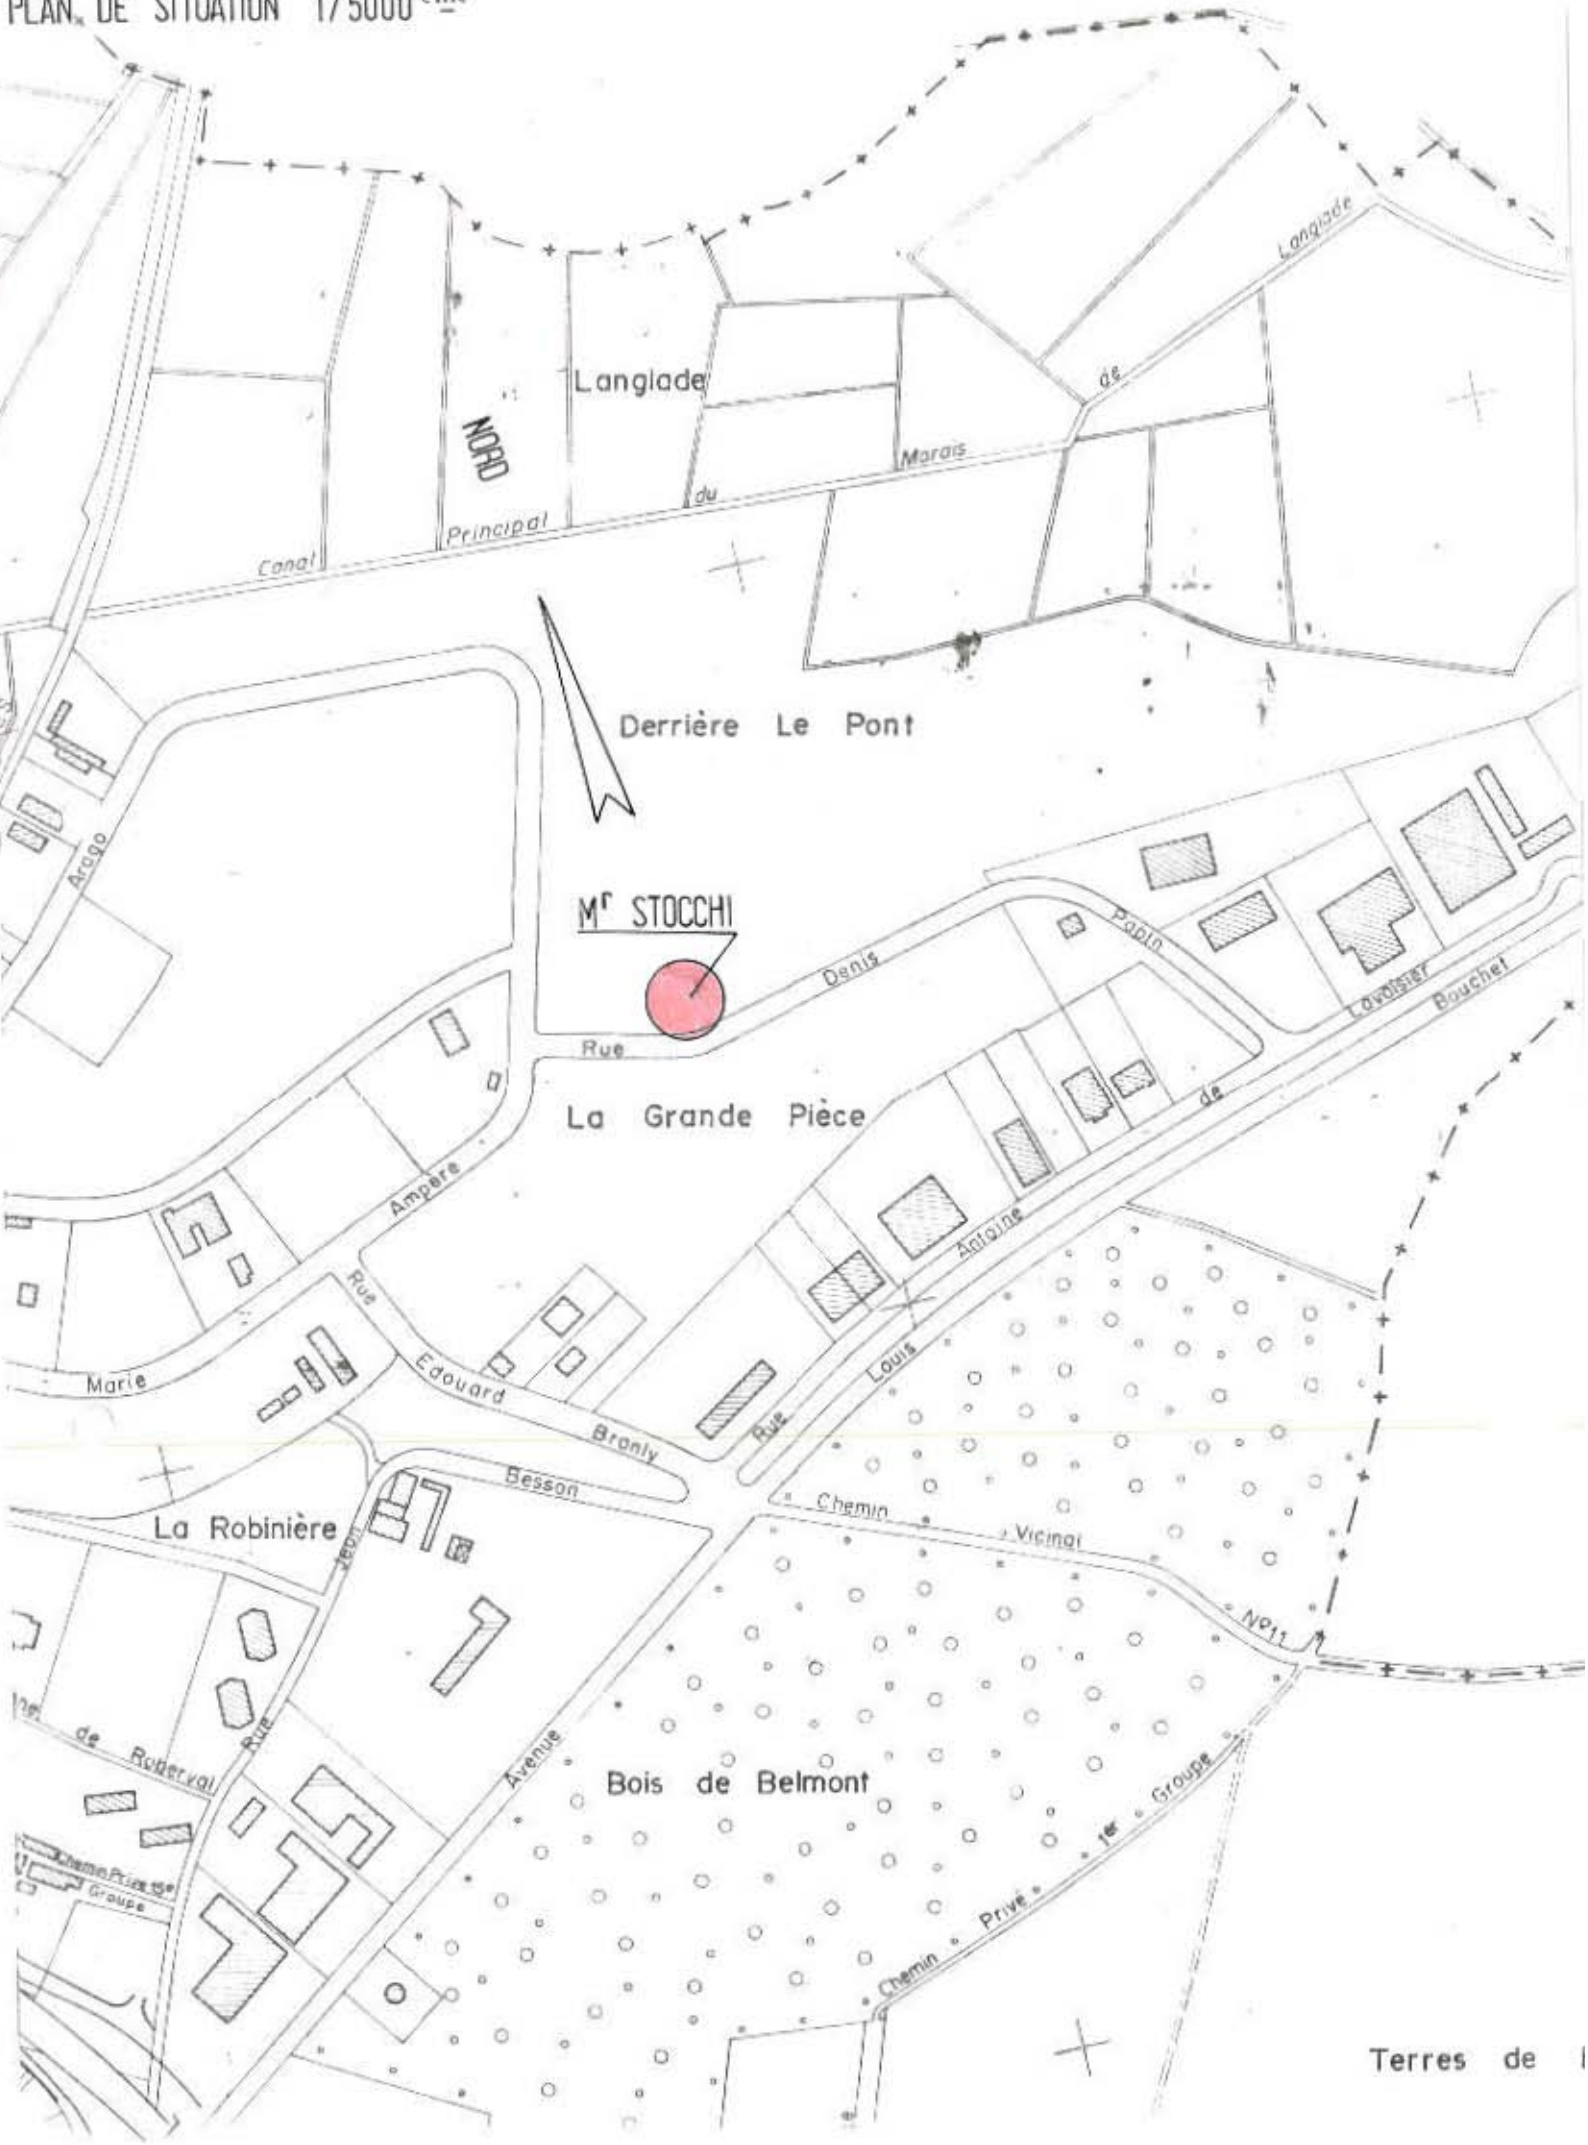 PLAN. DE SITUATION 1/5000ème
Langlade
de
Langlade
NORD
Marais
du
Principal
Canal
Derrière Le Pont
Arago
Mr STOCCHI
Papin
Denis
Lavoisier
Bouchet
Rue
de
La Grande Pièce
Ampère
Antoine
Rue
Louis
Marie
Edouard
Branly
Rue
Besson
Chemin
Vicinal
La Robinière
Jean
Nº11
Rue
de Roberval
Avenue
Bois de Belmont
1er Groupe
Chemin Privé 15e
Groupe
Privé
Chemin
Terres de